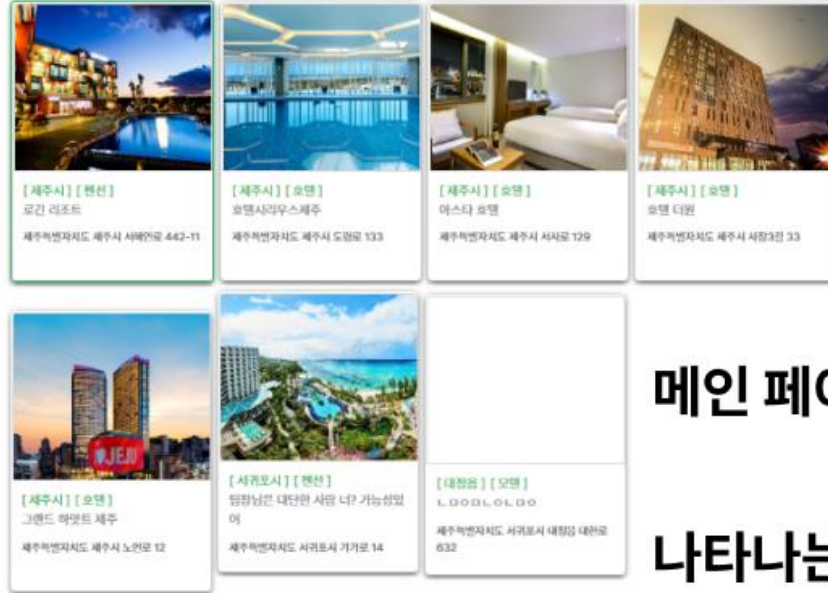 [ 제주시 ] [ 펜션 ]
로긴 리조트
제주특별자치도 제주시 서해안로 442-11
[ 제주시 ] [ 호텔 ]
호텔시리우스제주
제주특별자치도 제주시 도령로 133
[ 제주시 ] [ 호텔 ]
아스타 호텔
제주특별자치도 제주시 서사로 129
[ 제주시 ] [ 호텔 ]
호텔 더원
제주특별자치도 제주시 사장3길 33
JEJU
[ 제주시 ] [ 호텔 ]
그랜드 하얏트 제주
제주특별자치도 제주시 노연로 12
[ 서귀포시 ] [ 펜션 ]
팀장님은 대단한 사람 너? 가능성있
어
제주특별자치도 서귀포시 가가로 14
[ 대정읍 ] [ 모텔 ]
제주특별자치도 서귀포시 대정읍 대한로
632
메인 페이
나타나는